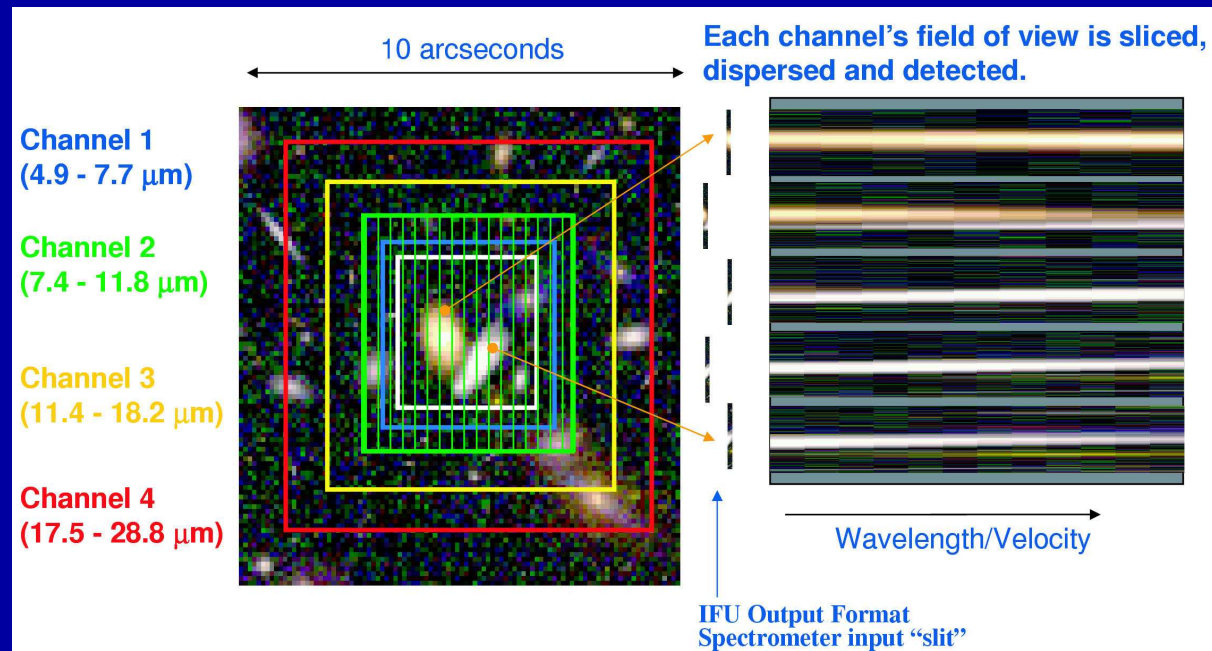 10 arcseconds
Each channel's field of view is sliced,
dispersed and detected.
Channel 1
(4.9 - 7.7 μm)
Channel 2
(7.4 - 11.8 μm)
Channel 3
(11.4 - 18.2 μm)
Channel 4
(17.5 - 28.8 μm)
Wavelength/Velocity
IFU Output Format
Spectrometer input “slit”